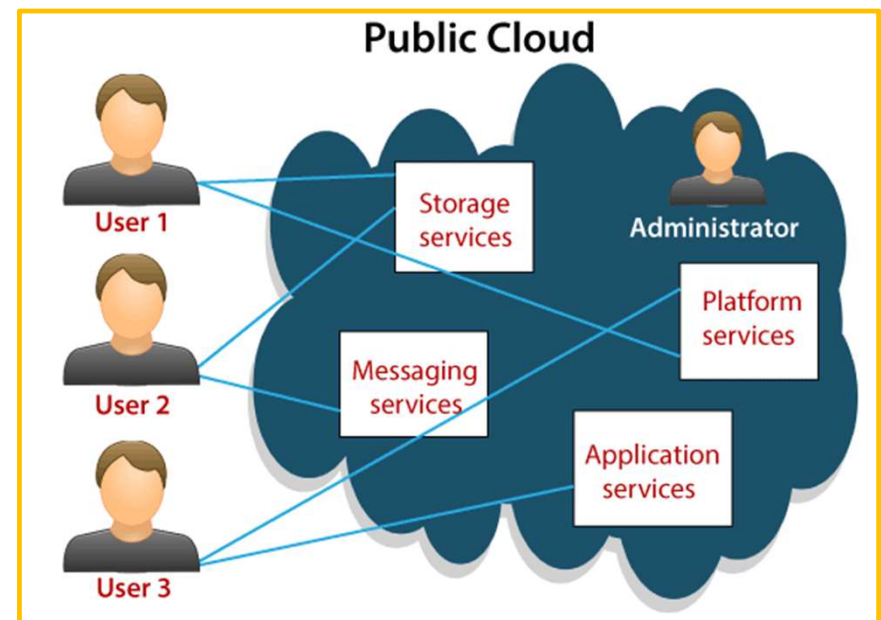 Public Cloud
User 1
Storage
services
Administrator
Platform
services
User 2
Messaging
services
Application
services
User 3